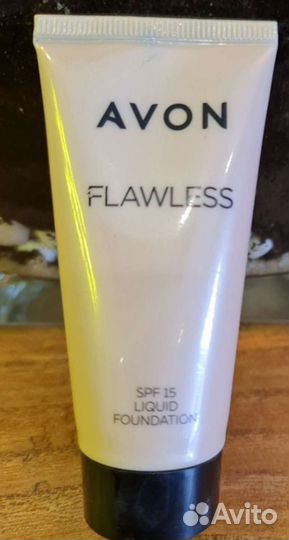 AVON
FLAWLESS
SPF 15
LIQUID
FOUNDATION
Avito